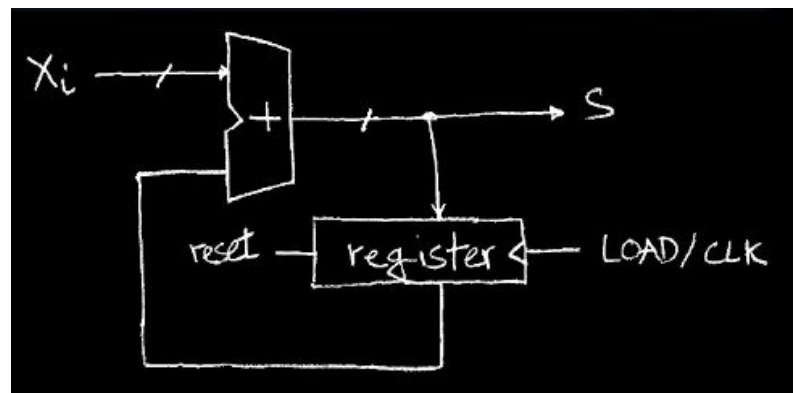 Xi
+
S
reset
register
LOAD/CLK